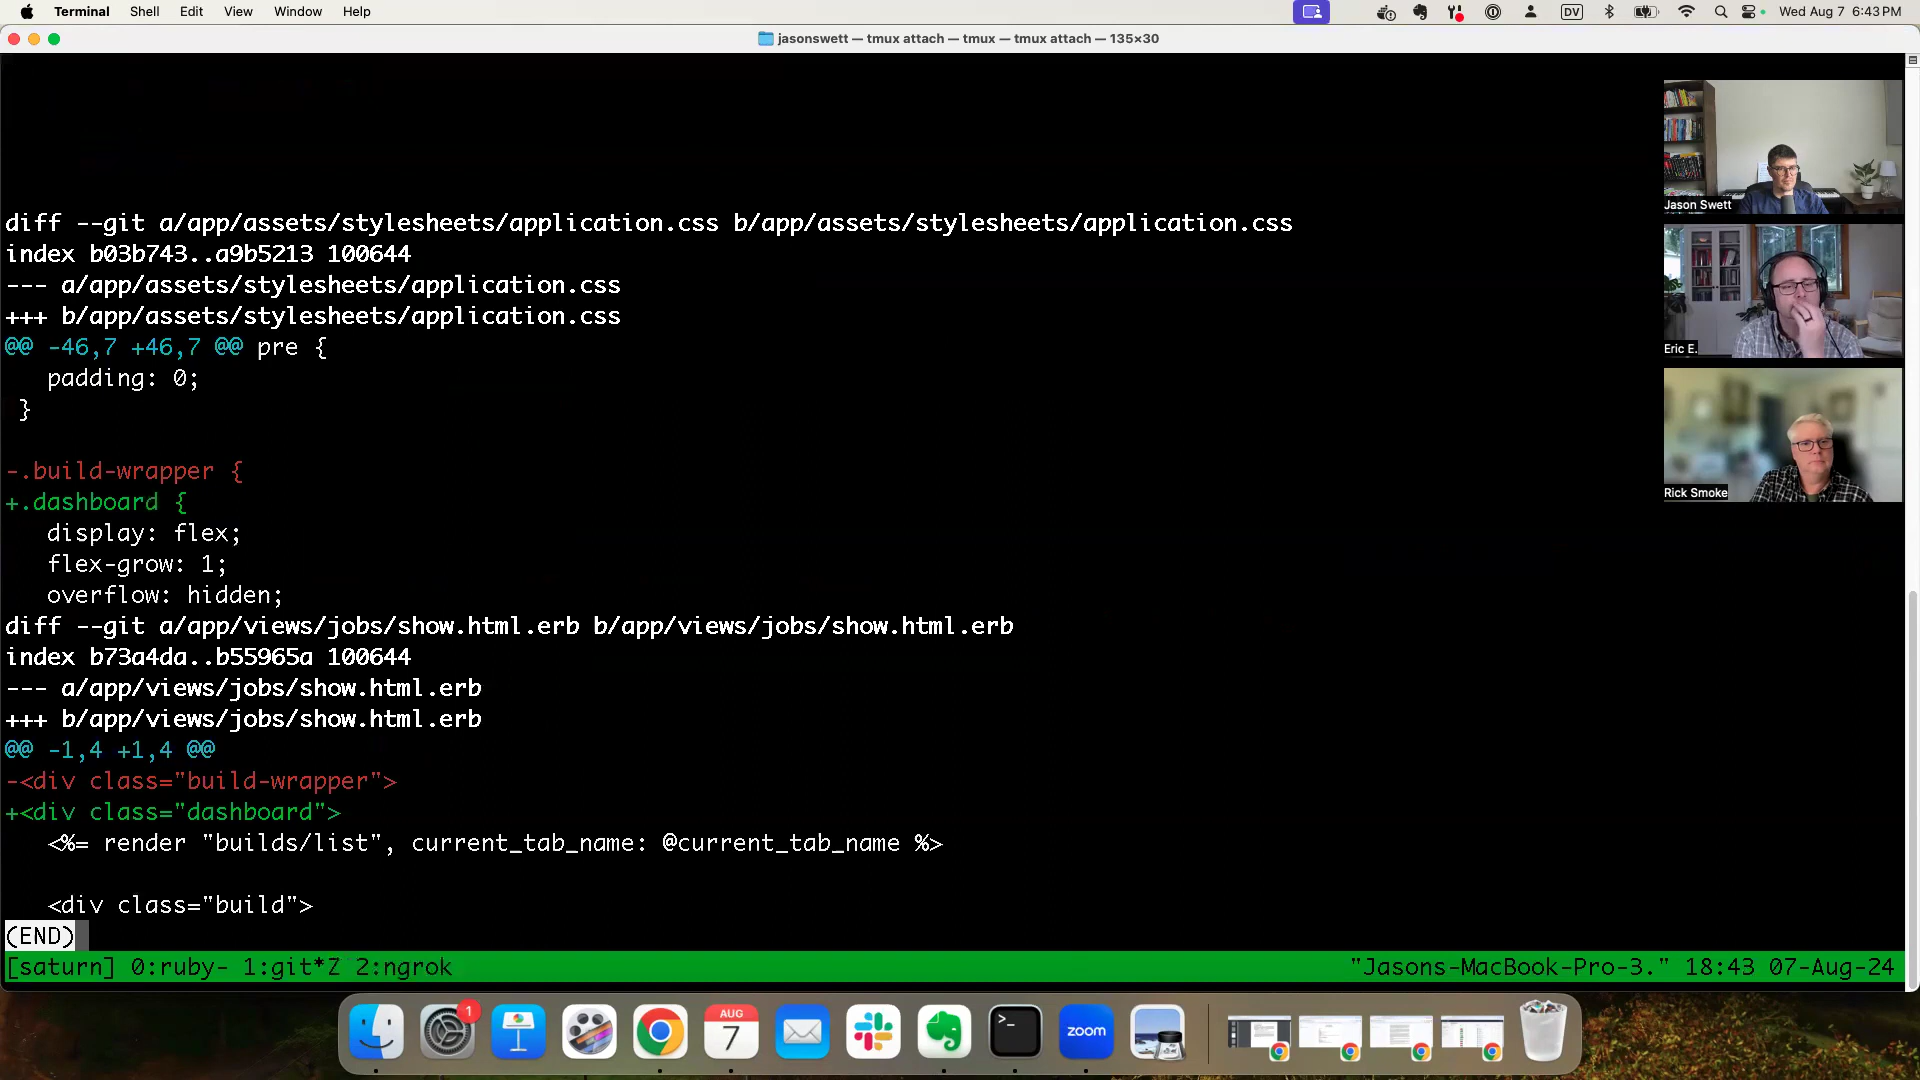 Terminal Shell Edit View Window Help
DV
Wed Aug 7 6:43 PM
jasonswett — tmux attach — tmux — tmux attach — 135×30
diff --git a/app/assets/stylesheets/application.css b/app/assets/stylesheets/application.css
index b03b743..a9b5213 100644
--- a/app/assets/stylesheets/application.css
+++ b/app/assets/stylesheets/application.css
@@ -46,7 +46,7 @@ pre {
padding: 0;
}
-.build-wrapper {
+.dashboard {
display: flex;
flex-grow: 1;
overflow: hidden;
diff --git a/app/views/jobs/show.html.erb b/app/views/jobs/show.html.erb
index b73a4da..b55965a 100644
--- a/app/views/jobs/show.html.erb
+++ b/app/views/jobs/show.html.erb
@@ -1,4 +1,4 @@
-<div class="build-wrapper">
+<div class="dashboard">
<%= render "builds/list", current_tab_name: @current_tab_name %>
<div class="build">
(END)
[saturn] 0:ruby- 1:git*Z 2:ngrok
"Jasons-MacBook-Pro-3." 18:43 07-Aug-24
Jason Swett
Eric E.
Rick Smoke
1
AUG
7
>_
zoom